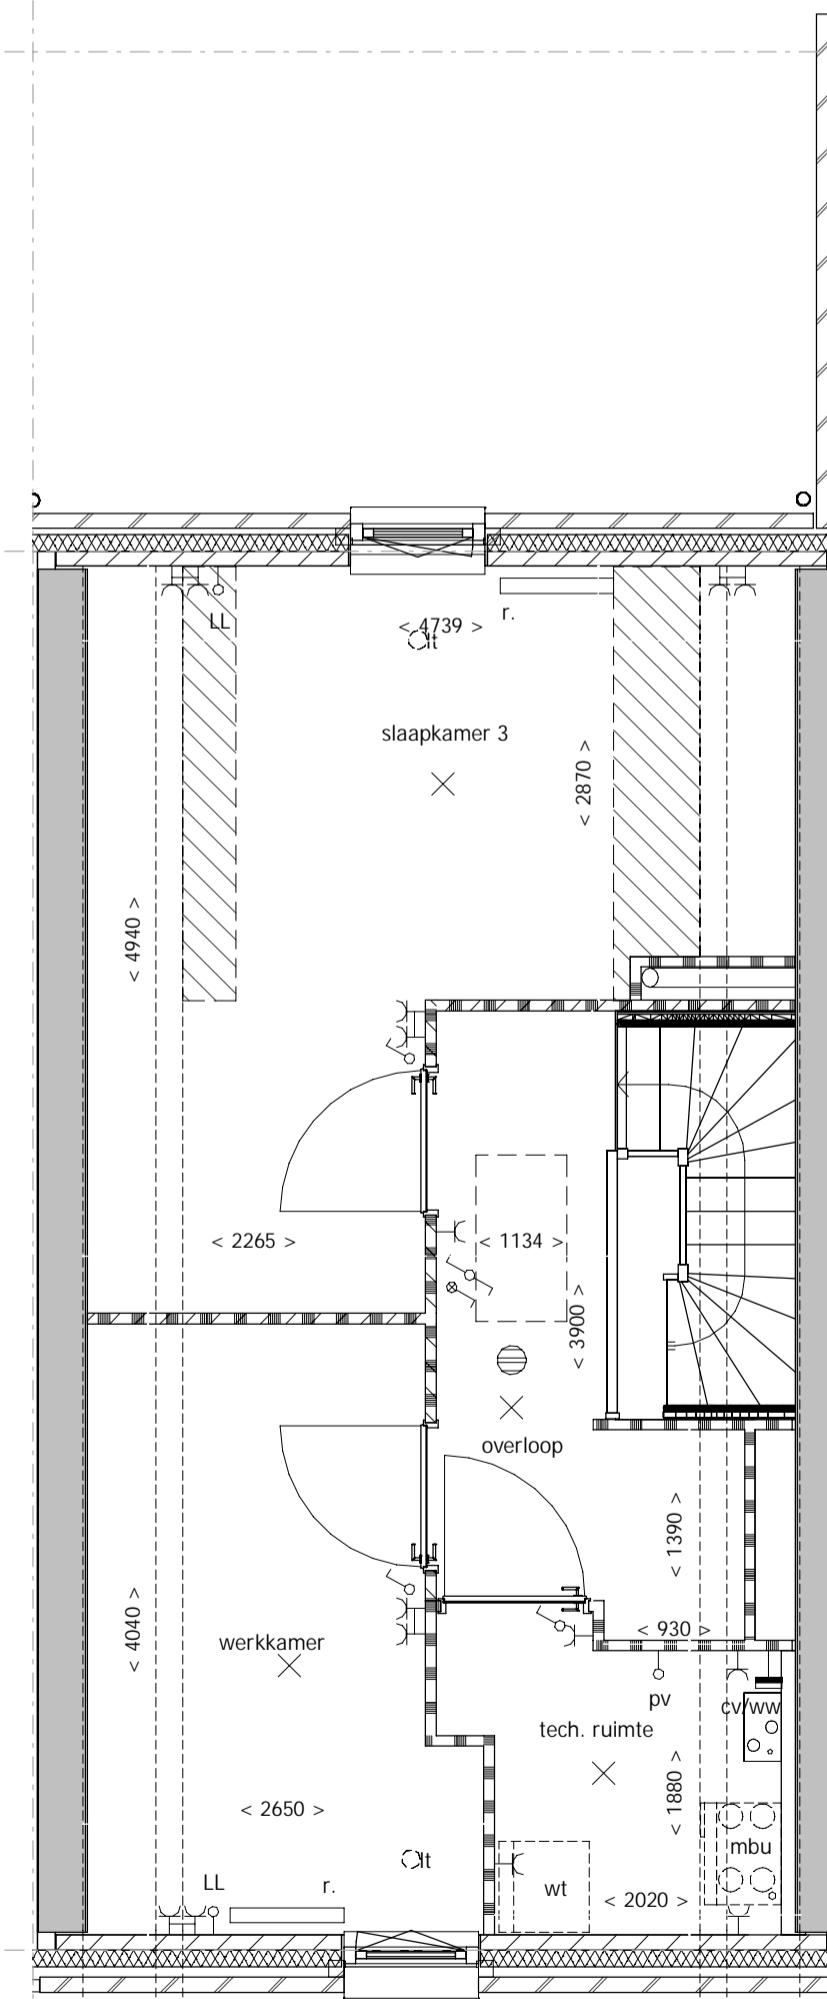 LL
< 4739 >
r.
lt
slaapkamer 3
< 2870 >
< 4940 >
< 2265 >
< 1134 >
< 3900 >
overloop
< 1390 >
< 4040 >
werkkamer
< 930 >
pv
cv/ww
tech. ruimte
< 1880 >
< 2650 >
mbu
lt
LL
r.
wt
< 2020 >